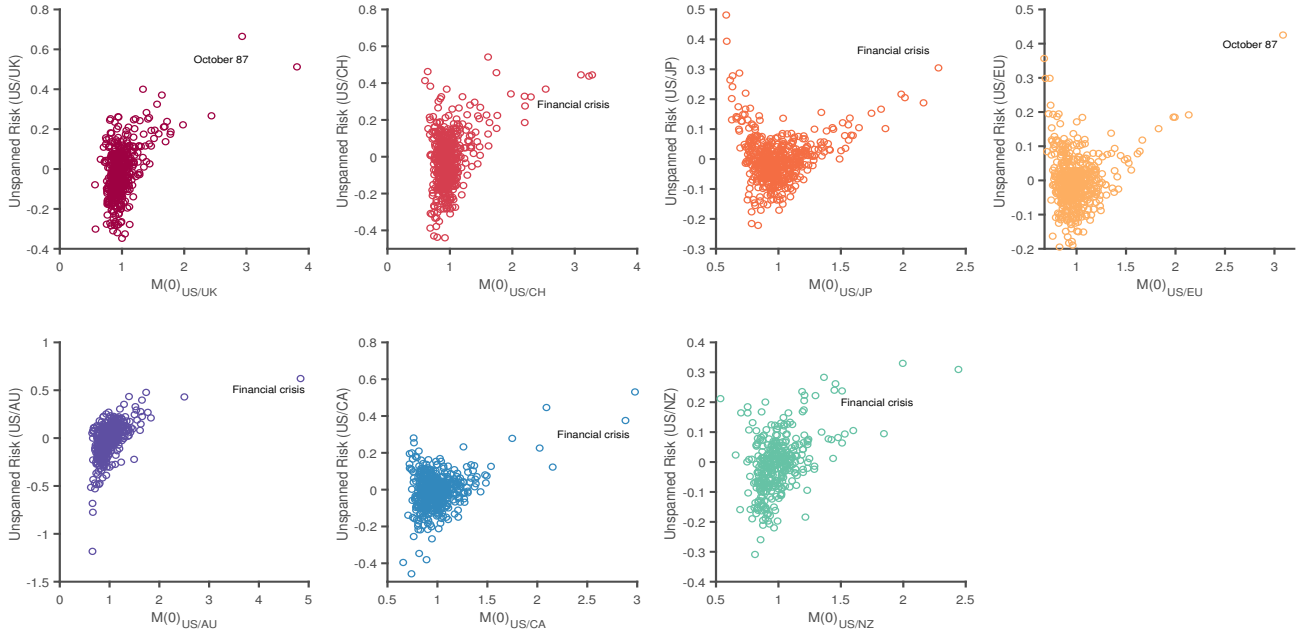 Unspanned Risk (US/UK)
0.8
0.6
0.4
0.2
0
-0.2
-0.4
October 87
0 1 2 3 4
M(0)US/UK
Unspanned Risk (US/CH)
0.8
0.6
0.4
0.2
0
-0.2
-0.4
Financial crisis
0 1 2 3 4
M(0)US/CH
Unspanned Risk (US/JP)
0.5
0.4
0.3
0.2
0.1
0
-0.1
-0.2
-0.3
Financial crisis
0.5 1 1.5 2 2.5
M(0)US/JP
Unspanned Risk (US/EU)
0.5
0.4
0.3
0.2
0.1
0
-0.1
-0.2
October 87
1 1.5 2 2.5 3
M(0)US/EU
Unspanned Risk (US/AU)
1
0.5
0
-0.5
-1
-1.5
Financial crisis
0 1 2 3 4 5
M(0)US/AU
Unspanned Risk (US/CA)
0.8
0.6
0.4
0.2
0
-0.2
-0.4
Financial crisis
0.5 1 1.5 2 2.5 3
M(0)US/CA
Unspanned Risk (US/NZ)
0.4
0.3
0.2
0.1
0
-0.1
-0.2
-0.3
-0.4
Financial crisis
0.5 1 1.5 2 2.5
M(0)US/NZ